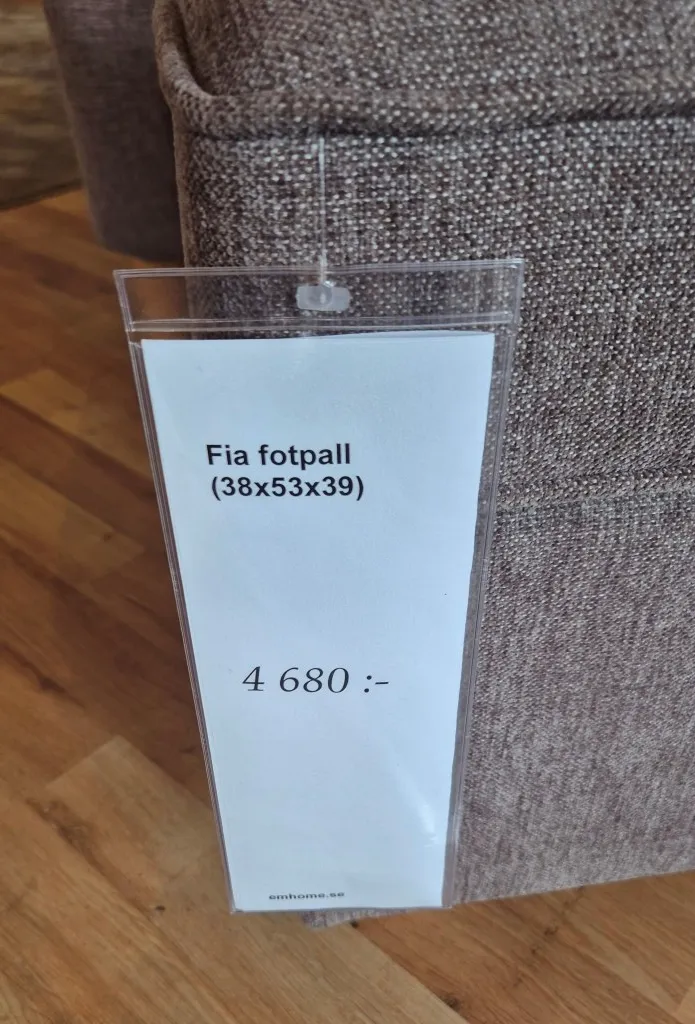 Fia fotpall
(38x53x39)
4 680 :-
emhome.se